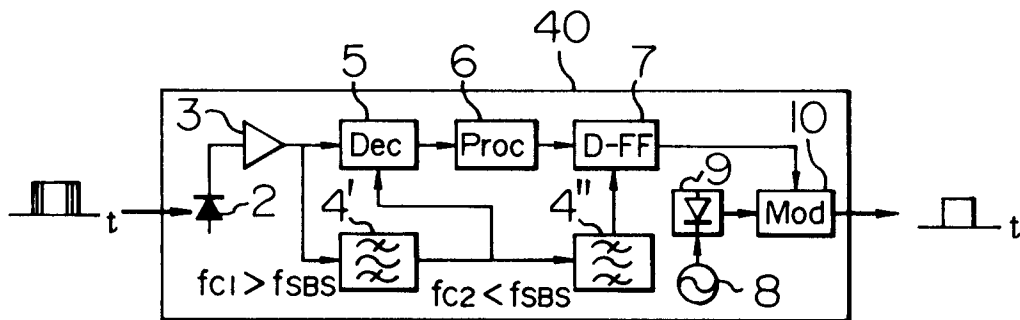 40
5
6
7
3
10
Dec
Proc
D-FF
9
2
4'
4"
Mod
t
t
fC1 > fSBS
fC2 < fSBS
8